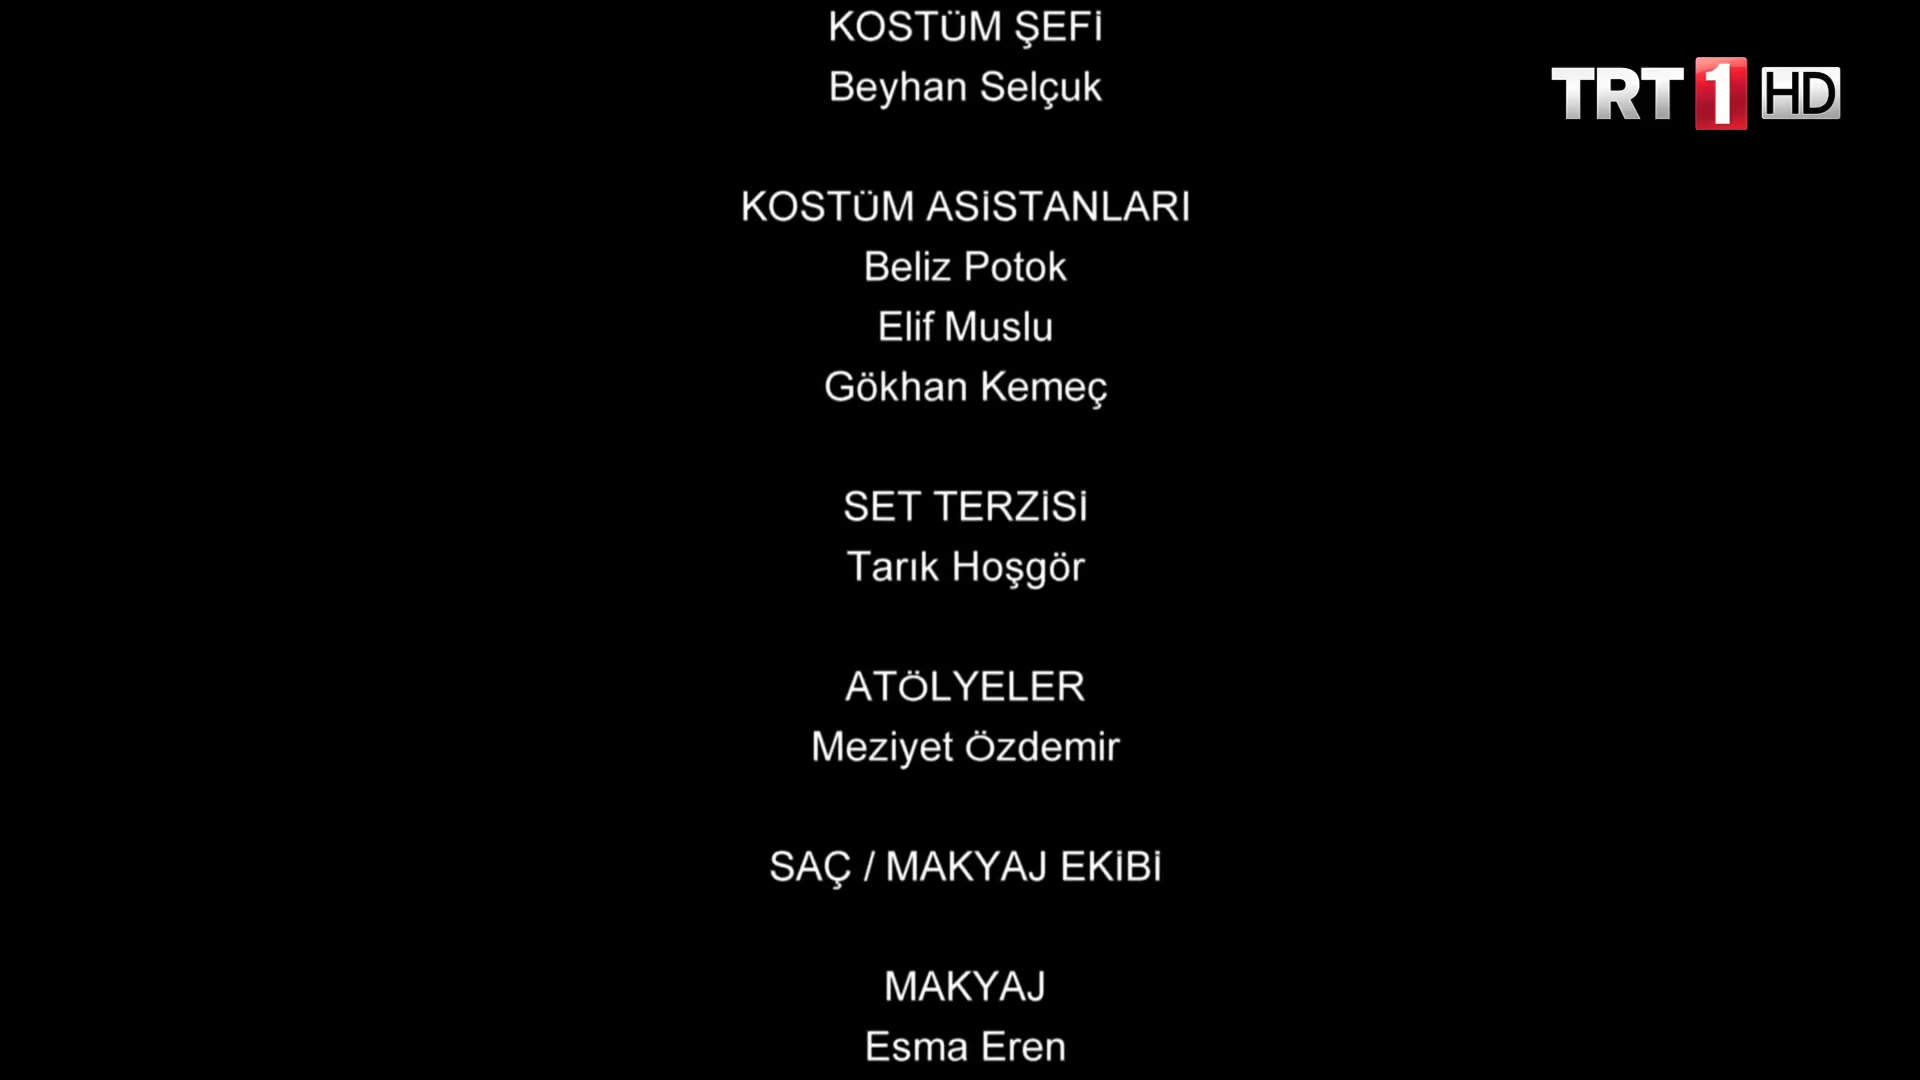 KOSTÜM ŞEFİ
Beyhan Selçuk
TRT 1 HD
KOSTÜM ASİSTANLARI
Beliz Potok
Elif Muslu
Gökhan Kemeç
SET TERZİSİ
Tarık Hoşgör
ATÖLYELER
Meziyet Özdemir
SAÇ / MAKYAJ EKİBİ
MAKYAJ
Esma Eren